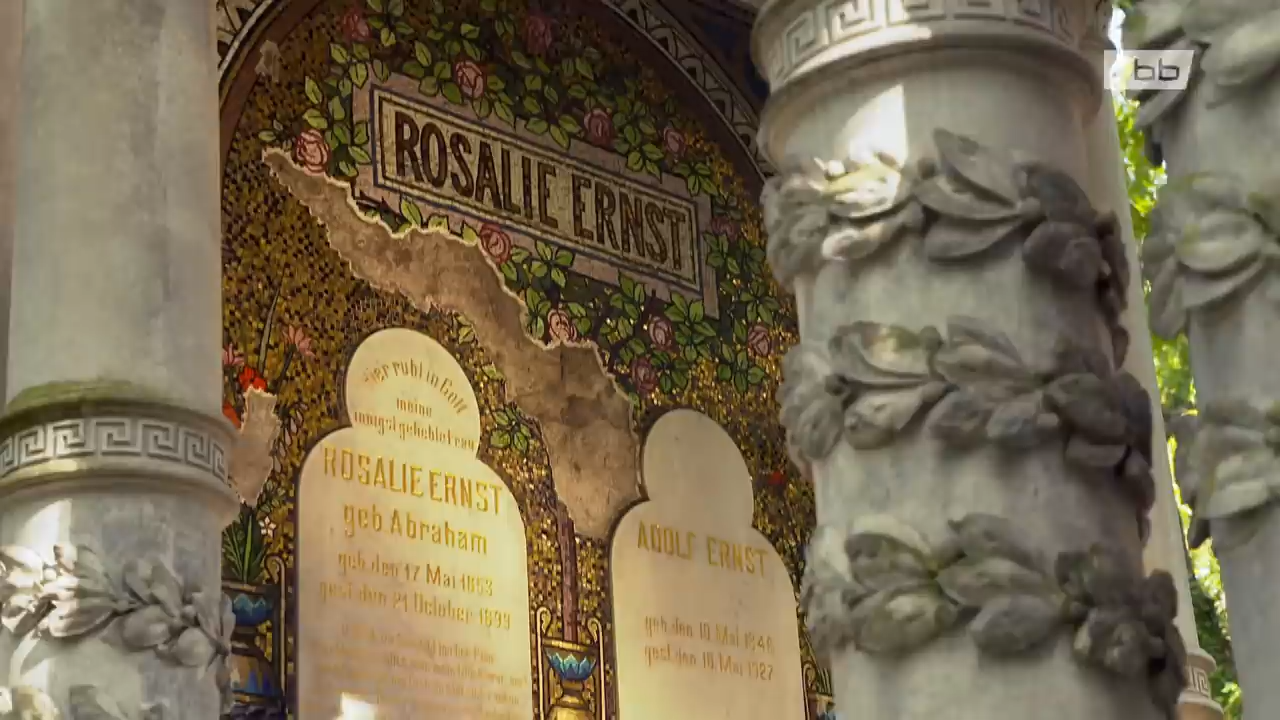 bb
ROSALIE ERNST
Hier ruht in Gott
meine
innigst geliebte Frau
ROSALIE ERNST
geb Abraham
geb den 17 Mai 1853
gest den 21 October 1899
ADOLF ERNST
geb den 10 Mai 1846
gest den 16 Mai 1927